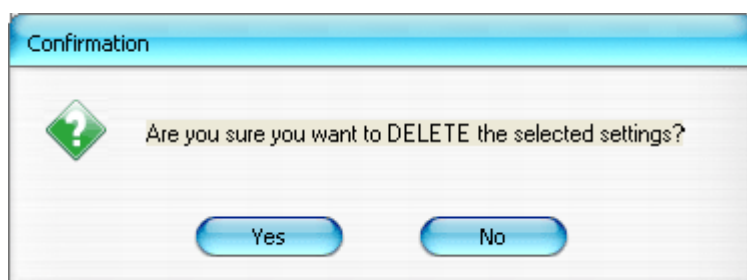 Confirmation
Are you sure you want to DELETE the selected settings?
Yes
No